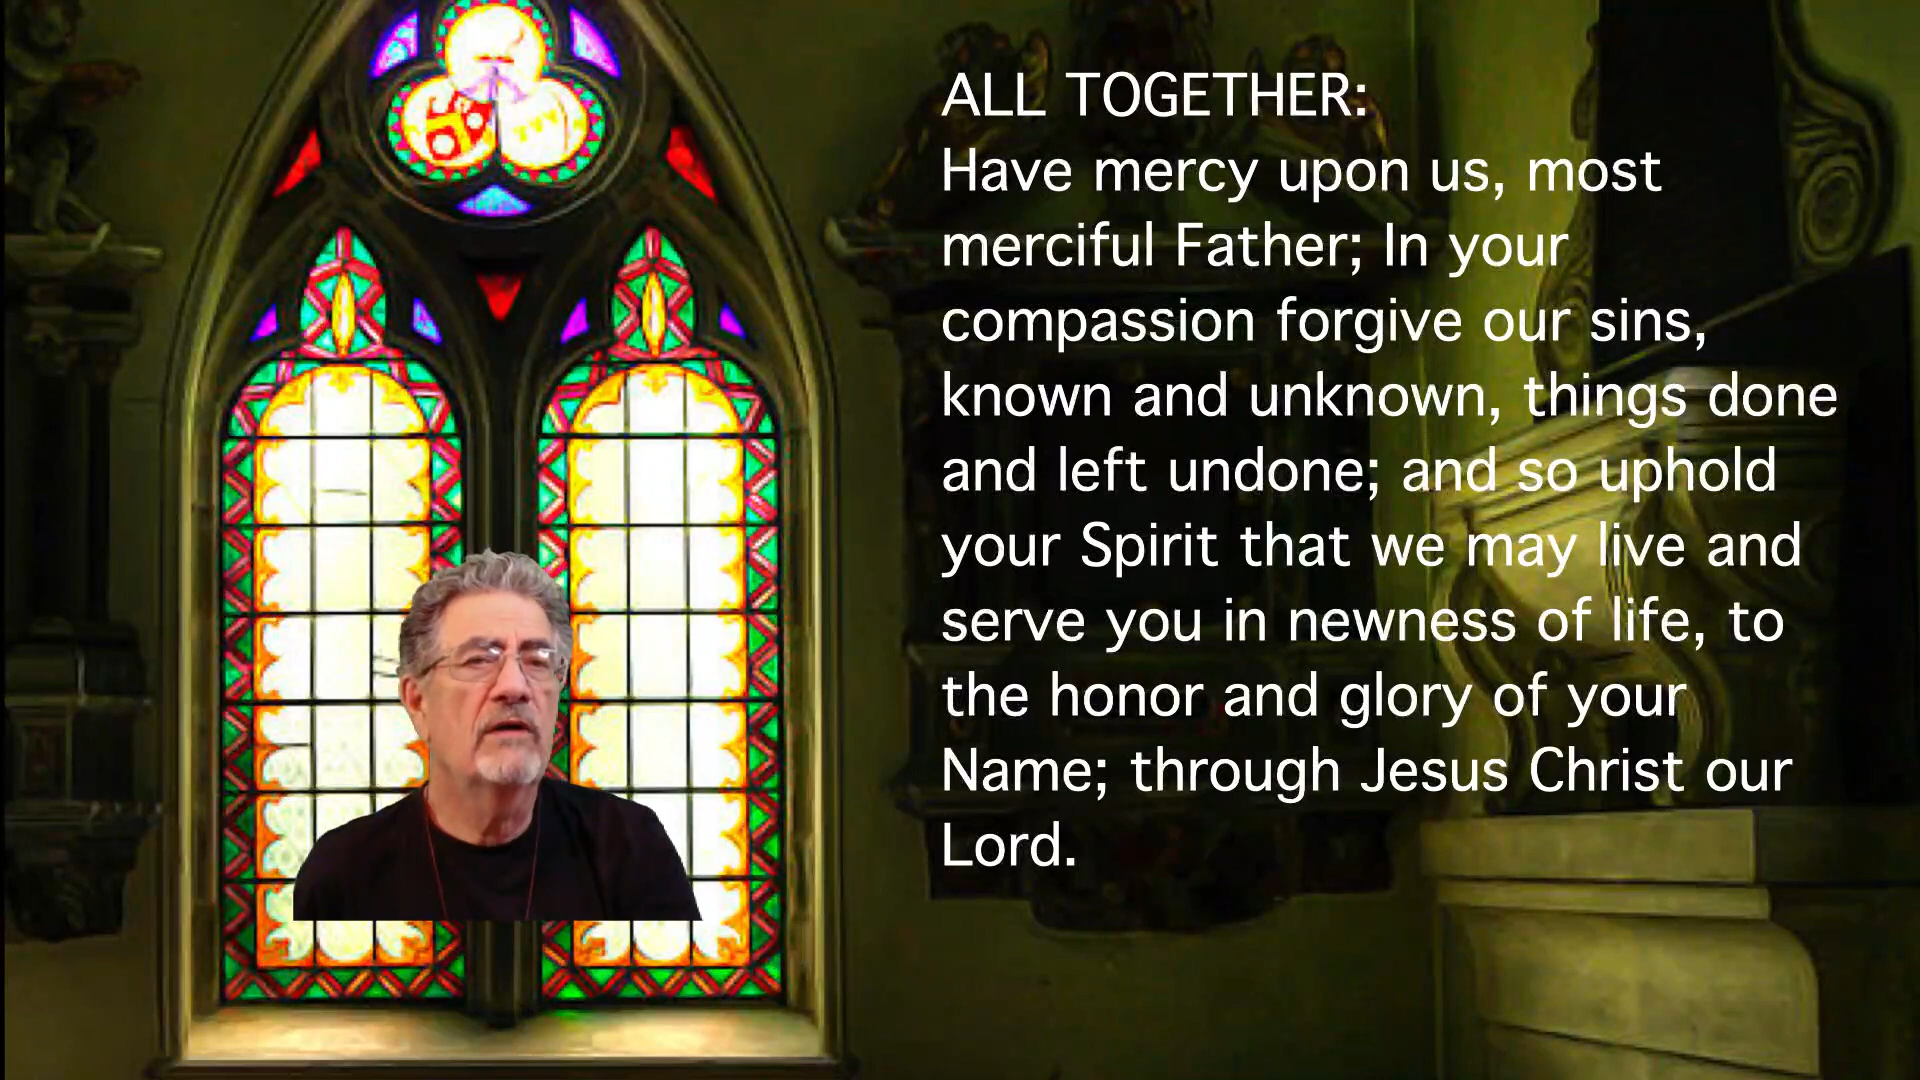 ALL TOGETHER:
Have mercy upon us, most
merciful Father; In your
compassion forgive our sins,
known and unknown, things done
and left undone; and so uphold
your Spirit that we may live and
serve you in newness of life, to
the honor and glory of your
Name; through Jesus Christ our
Lord.